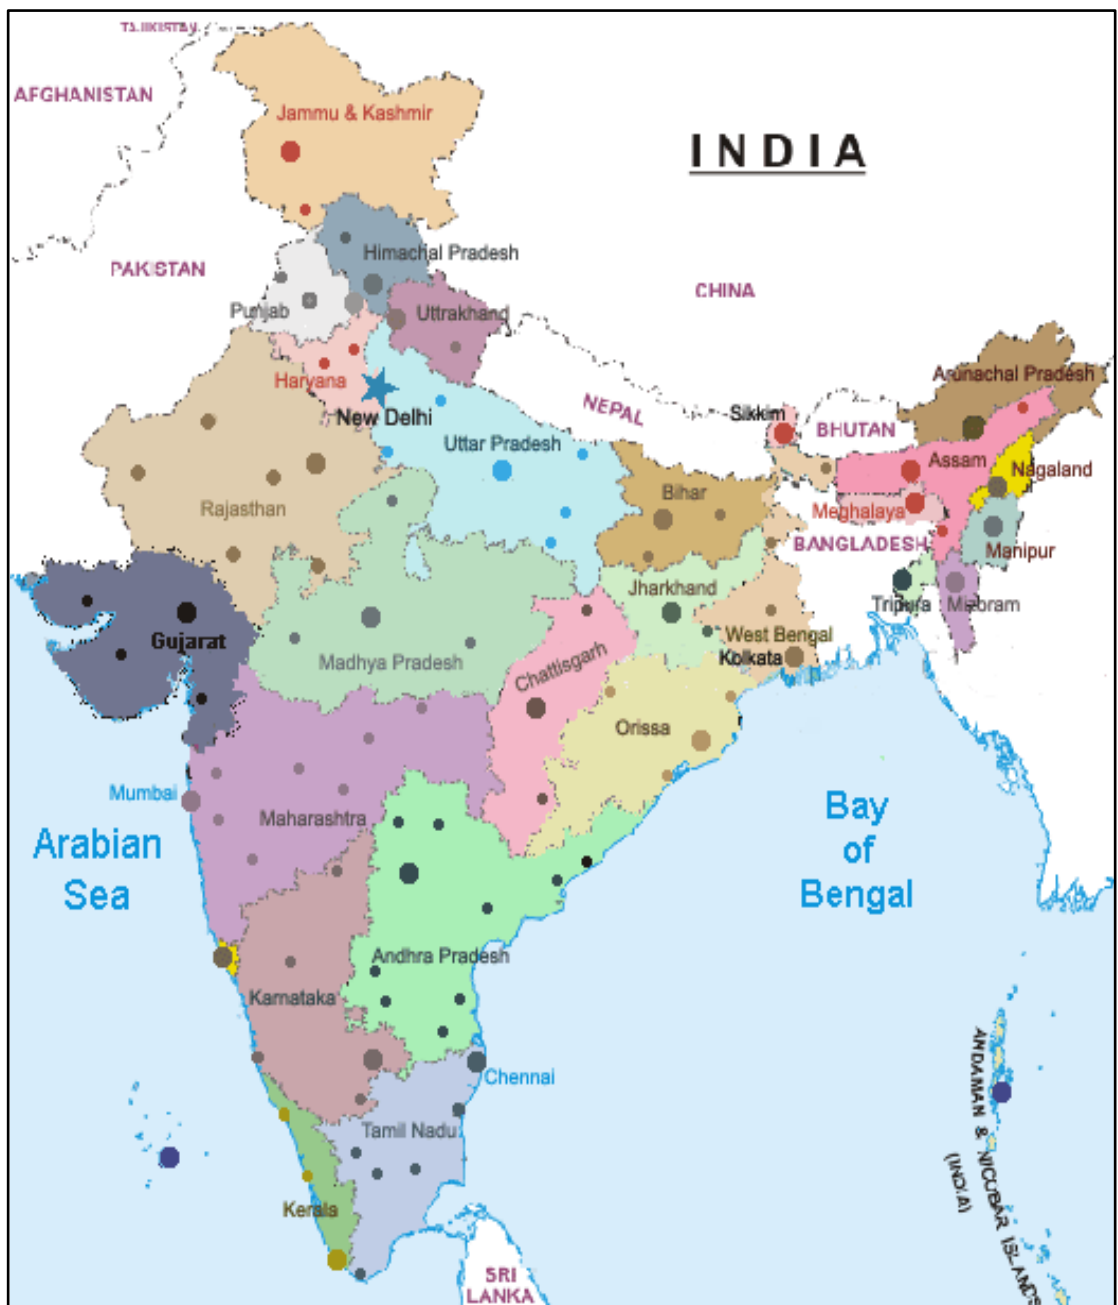 TAJIKISTAN
AFGHANISTAN
Jammu & Kashmir
INDIA
Himachal Pradesh
PAKISTAN
CHINA
Punjab
Uttrakhand
Haryana
Arunachal Pradesh
NEPAL
Sikkim
New Delhi
BHUTAN
Uttar Pradesh
Assam
Nagaland
Bihar
Rajasthan
Meghalaya
BANGLADESH
Manipur
Jharkhand
Tripura
Mizoram
Gujarat
West Bengal
Kolkata
Madhya Pradesh
Chattisgarh
Orissa
Mumbai
Maharashtra
Arabian
Sea
Bay
of
Bengal
Andhra Pradesh
Karnataka
Chennai
Tamil Nadu
Kerala
ANDAMAN & NICOBAR ISLANDS
(INDIA)
SRI
LANKA